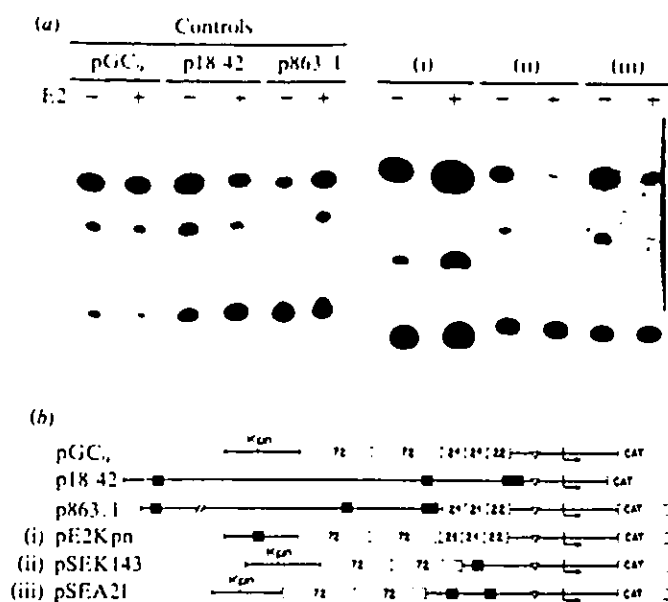 (a) Controls
pGC₀ p18-42 p863·1 (i) (ii) (iii)
E2 − + − + − + − + − + − +
(b)
pGC₀ Kpn 72 72 21 21 22 CAT
p18-42 CAT
p863.1 21 21 22 CAT
(i) pE2Kpn 72 72 21 21 22 CAT
(ii) pSEK143 Kpn 72 72 CAT
(iii) pSEA21 Kpn 72 72 CAT